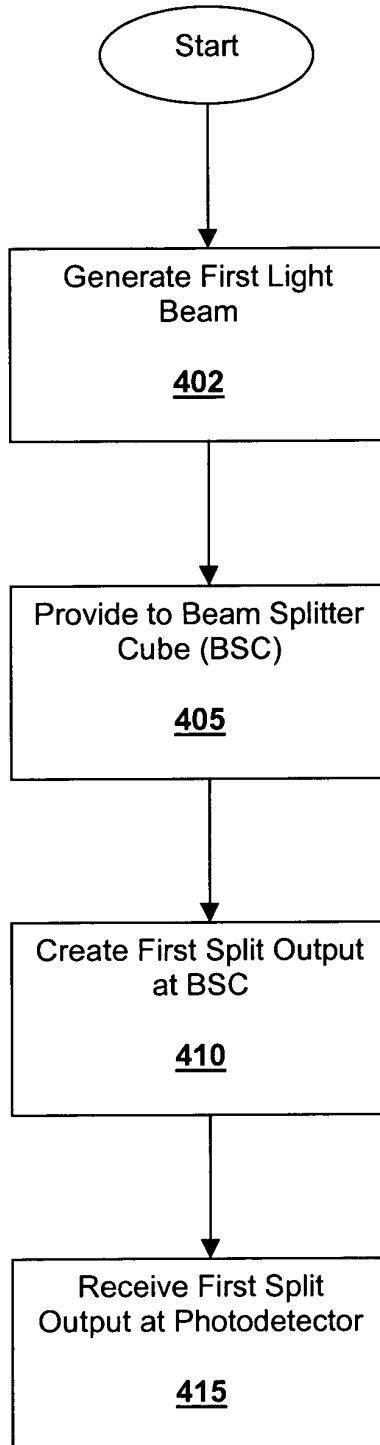 Start
Generate First Light
Beam
402
Provide to Beam Splitter
Cube (BSC)
405
Create First Split Output
at BSC
410
Receive First Split
Output at Photodetector
415